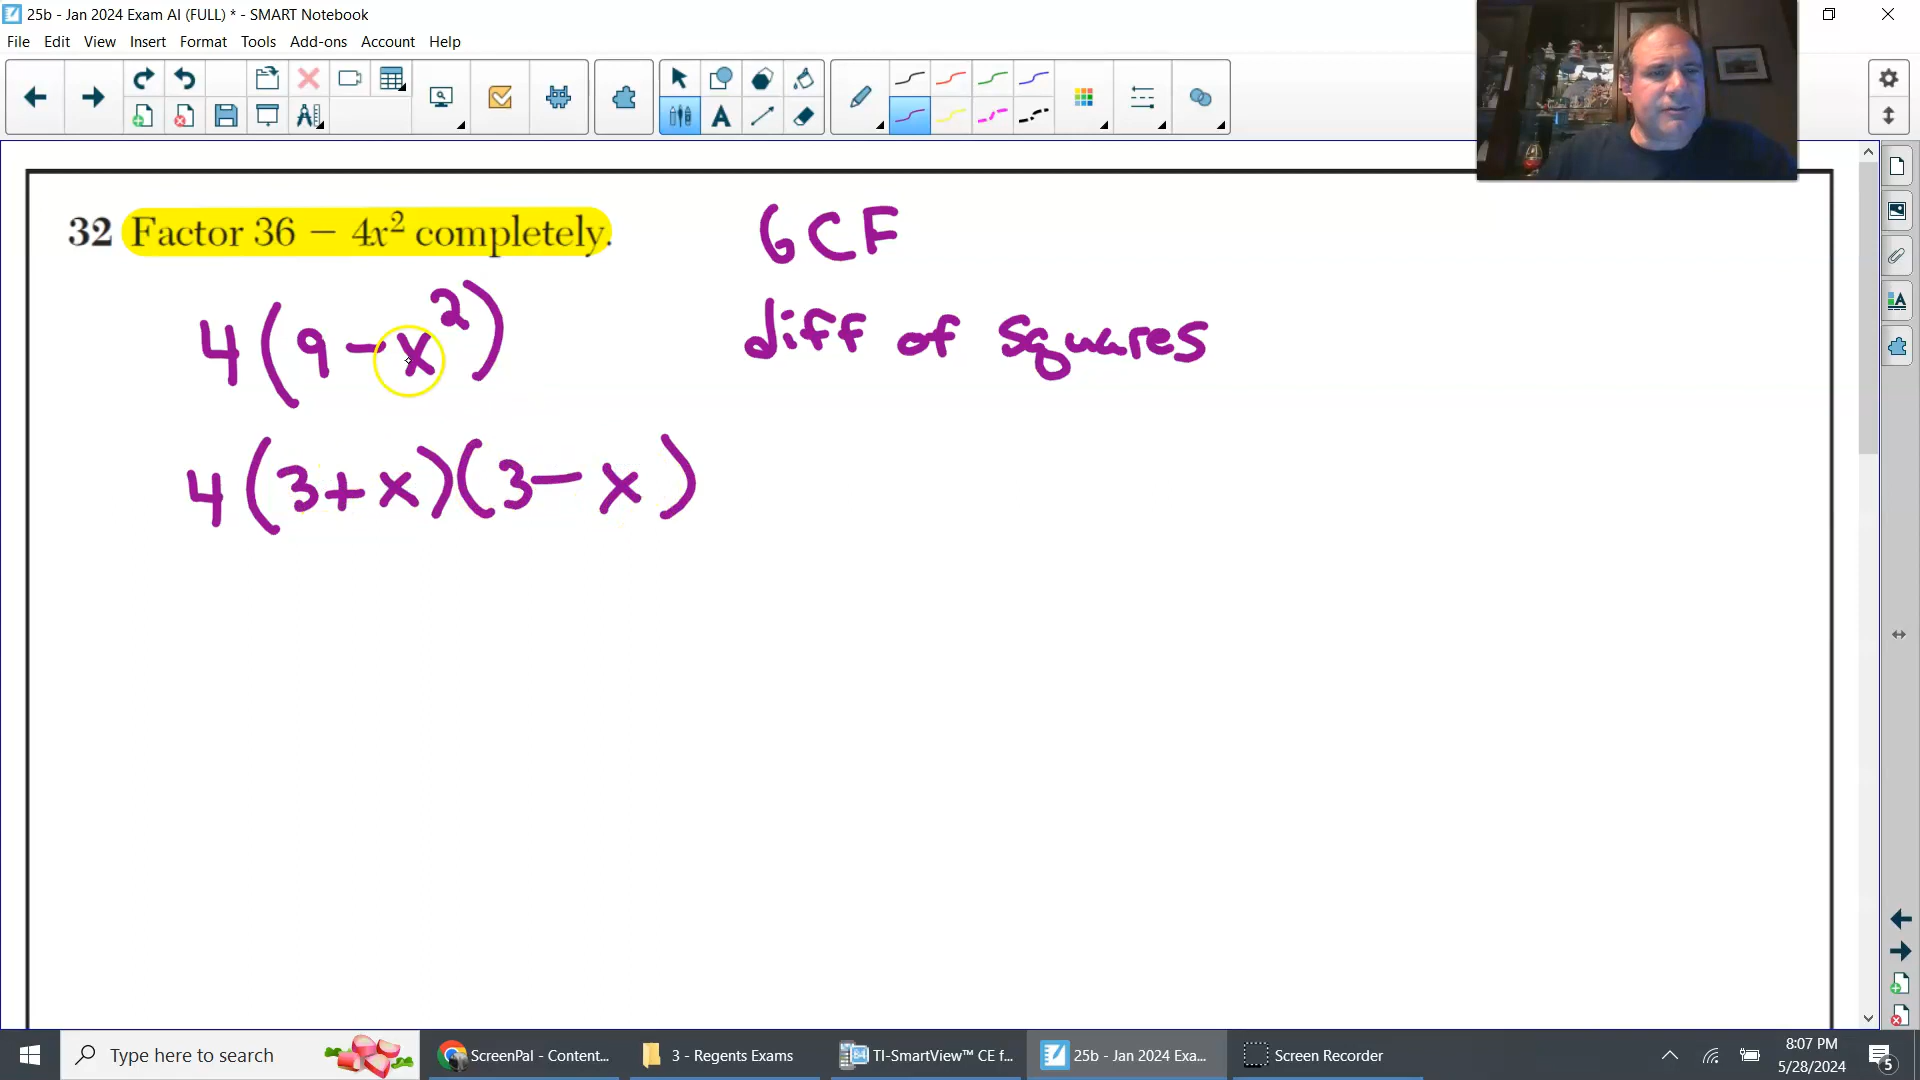 25b - Jan 2024 Exam AI (FULL) * - SMART Notebook
File Edit View Insert Format Tools Add-ons Account Help
32 Factor 36 − 4x² completely.
GCF
4(9-x²)
diff of squares
4(3+x)(3-x)
Type here to search
ScreenPal - Content...
3 - Regents Exams
TI-SmartView™ CE f...
25b - Jan 2024 Exa...
Screen Recorder
8:07 PM
5/28/2024
5